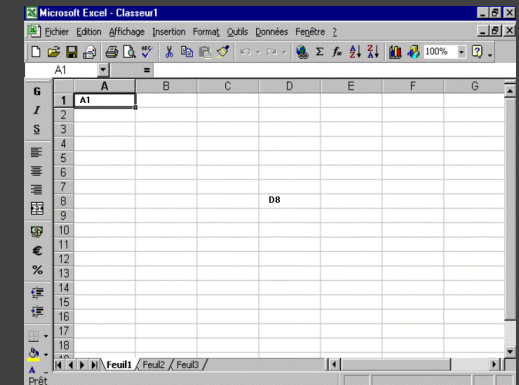 Microsoft Excel - Classeur1
Fichier Edition Affichage Insertion Format Outils Données Fenêtre ?
100%
A1 =
A B C D E F G
1 A1
2
3
4
5
6
7
8 D8
9
10
11
12
13
14
15
16
17
18
G
I
S
€
%
A
Feuil1 Feuil2 Feuil3
Prêt